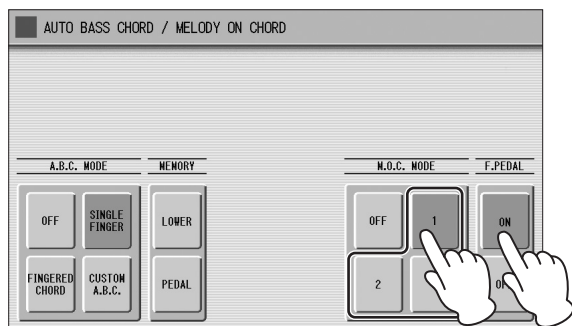 AUTO BASS CHORD / MELODY ON CHORD
A.B.C. MODE MEMORY M.O.C. MODE F.PEDAL
OFF SINGLE FINGER LOWER OFF 1 ON
FINGERED CHORD CUSTOM A.B.C. PEDAL 2